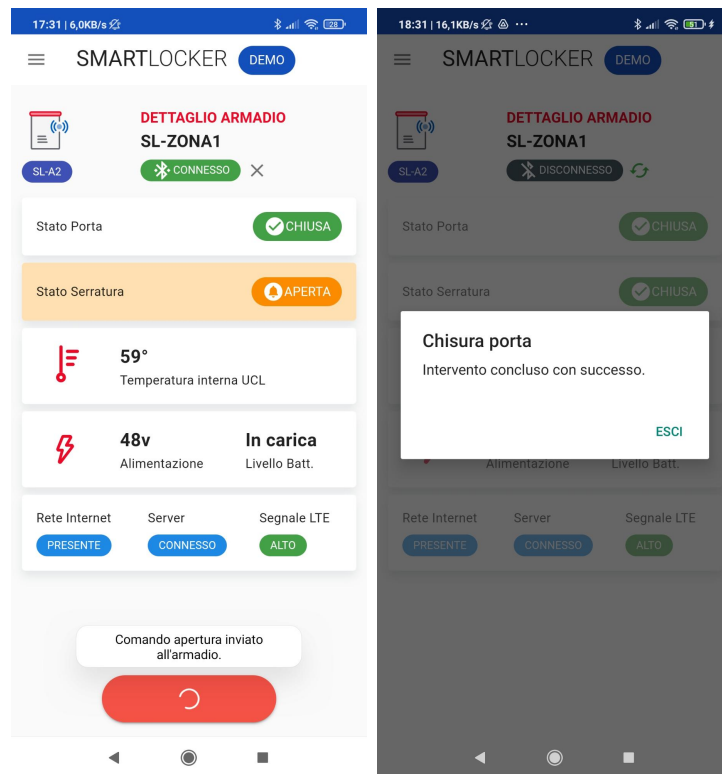 17:31 | 6,0KB/s
28
SMARTLOCKER DEMO
DETTAGLIO ARMADIO
SL-ZONA1
SL-A2
CONNESSO
Stato Porta
CHIUSA
Stato Serratura
APERTA
59°
Temperatura interna UCL
48v
In carica
Alimentazione
Livello Batt.
Rete Internet
Server
Segnale LTE
PRESENTE
CONNESSO
ALTO
Comando apertura inviato
all'armadio.
18:31 | 16,1KB/s ...
51
SMARTLOCKER DEMO
DETTAGLIO ARMADIO
SL-ZONA1
SL-A2
DISCONNESSO
Stato Porta
CHIUSA
Stato Serratura
CHIUSA
Chisura porta
Intervento concluso con successo.
ESCI
Alimentazione
Livello Batt.
Rete Internet
Server
Segnale LTE
PRESENTE
CONNESSO
ALTO